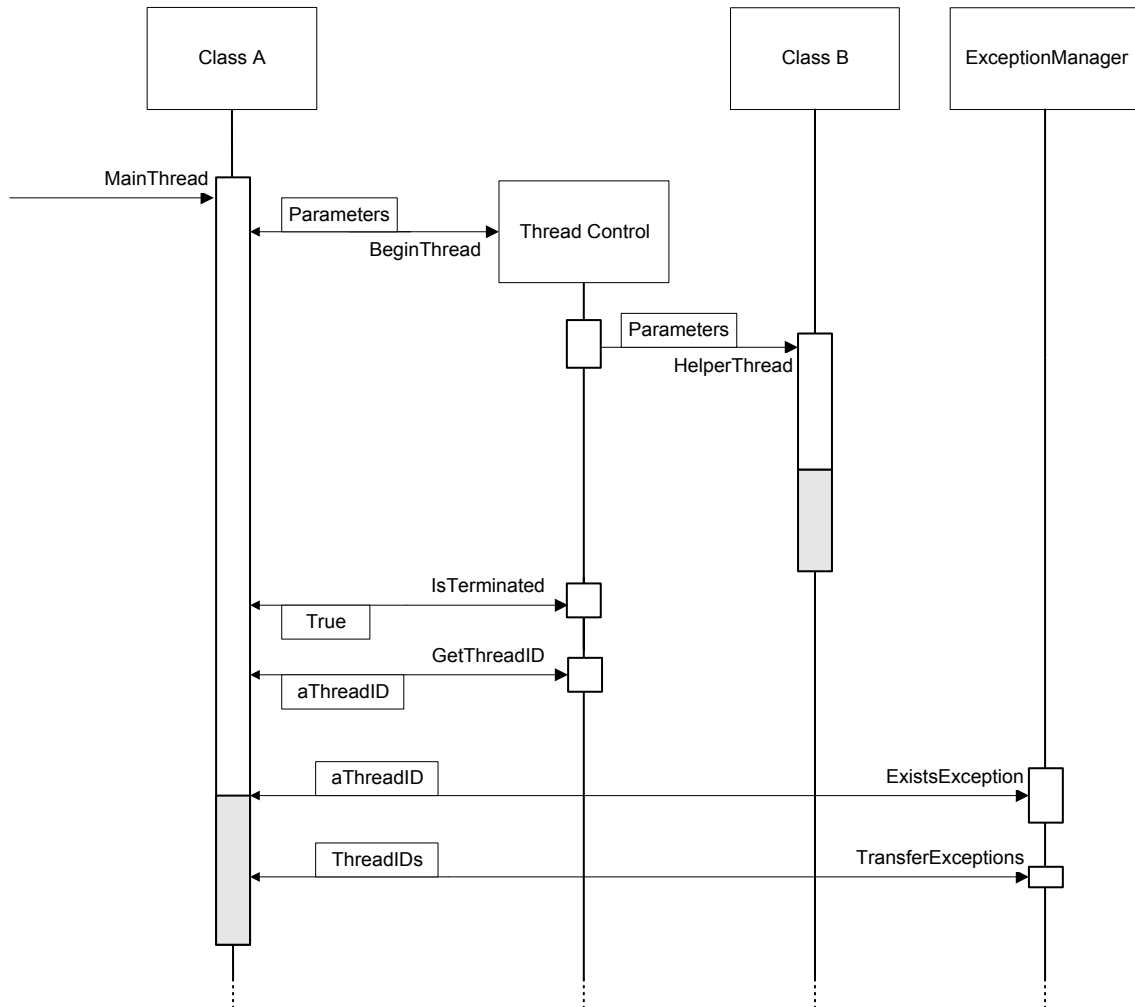 Class A
Class B
ExceptionManager
MainThread
Parameters
Thread Control
BeginThread
Parameters
HelperThread
IsTerminated
True
GetThreadID
aThreadID
aThreadID
ExistsException
ThreadIDs
TransferExceptions